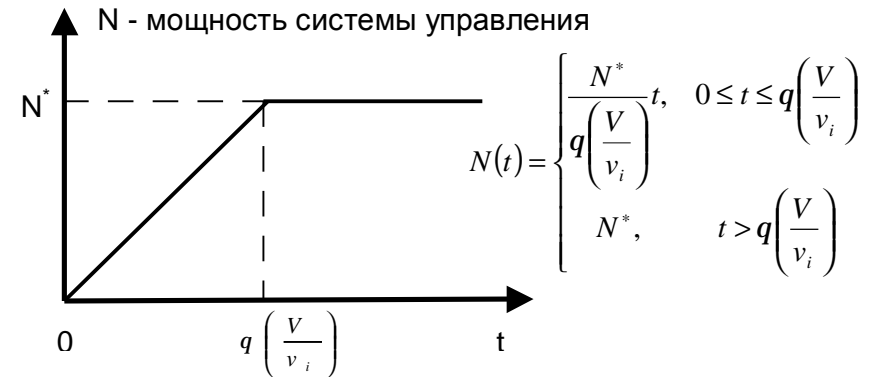 N - мощность системы управления
N*
N(t) = { N* / q(V / v_i) t, 0 ≤ t ≤ q(V / v_i)
N*, t > q(V / v_i)
0 q(V / v_i) t